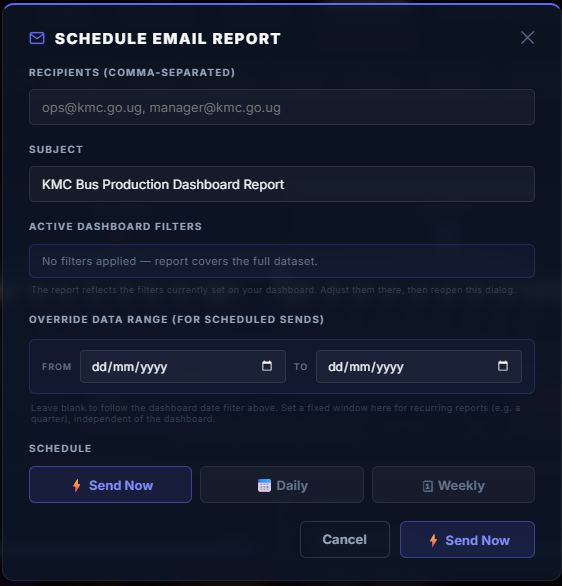 SCHEDULE EMAIL REPORT
RECIPIENTS (COMMA-SEPARATED)
ops@kmc.go.ug, manager@kmc.go.ug
SUBJECT
KMC Bus Production Dashboard Report
ACTIVE DASHBOARD FILTERS
No filters applied — report covers the full dataset.
The report reflects the filters currently set on your dashboard. Adjust them there, then reopen this dialog.
OVERRIDE DATA RANGE (FOR SCHEDULED SENDS)
FROM dd/mm/yyyy TO dd/mm/yyyy
Leave blank to follow the dashboard date filter above. Set a fixed window here for recurring reports (e.g. a
quarter), independent of the dashboard.
SCHEDULE
Send Now Daily Weekly
Cancel Send Now